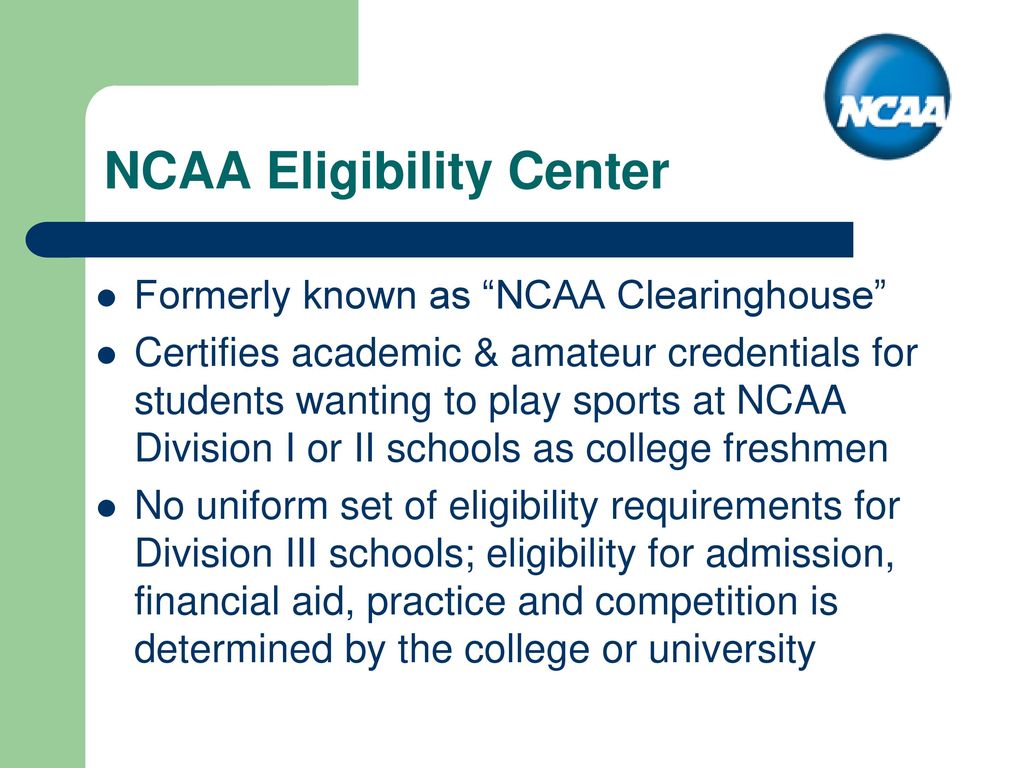 NCAA
NCAA Eligibility Center
● Formerly known as “NCAA Clearinghouse”
● Certifies academic & amateur credentials for
students wanting to play sports at NCAA
Division I or II schools as college freshmen
● No uniform set of eligibility requirements for
Division III schools; eligibility for admission,
financial aid, practice and competition is
determined by the college or university